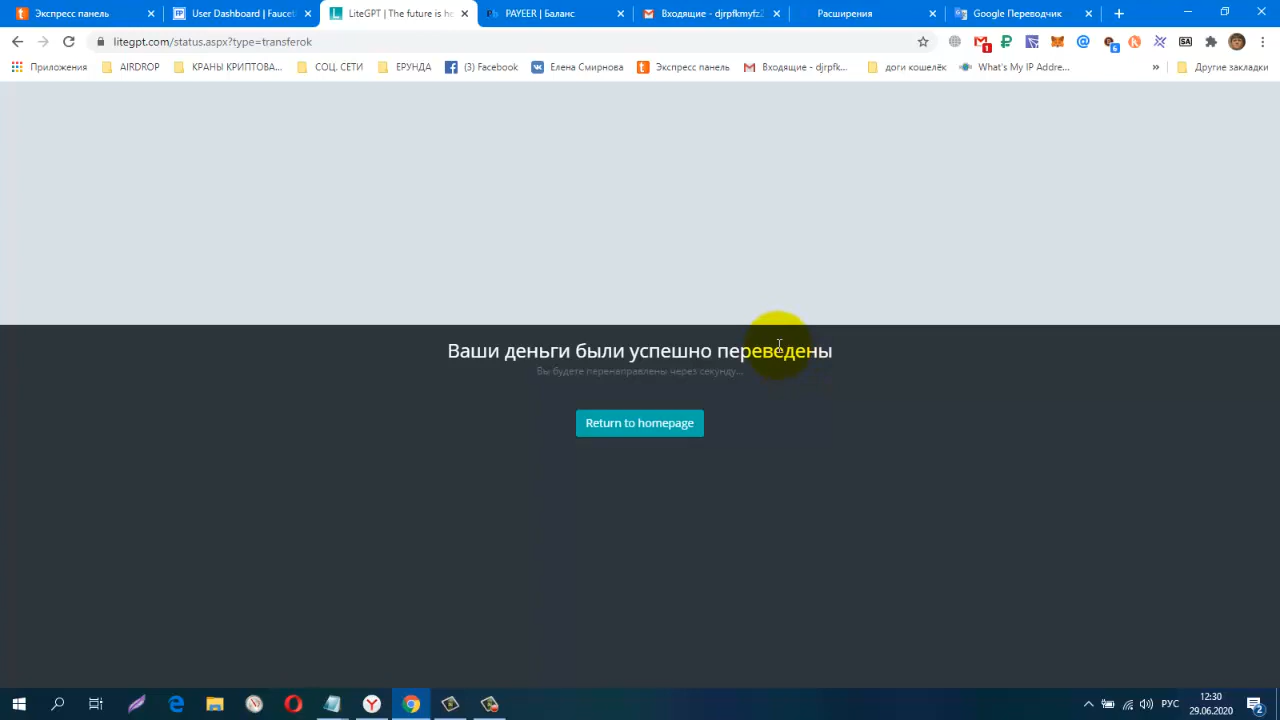 Экспресс панель
User Dashboard | Faucet
LiteGPT | The future is he
PAYEER | Баланс
Входящие - djrpfkmyfz
Расширения
Google Переводчик
litegpt.com/status.aspx?type=transferok
Приложения
AIRDROP
КРАНЫ КРИПТОВА...
СОЦ. СЕТИ
ЕРУНДА
(3) Facebook
Елена Смирнова
Экспресс панель
Входящие - djrpfk...
доги кошелёк
What's My IP Addre...
»
Другие закладки
Ваши деньги были успешно переведены
Вы будете перенаправлены через секунду...
Return to homepage
РУС
12:30
29.06.2020